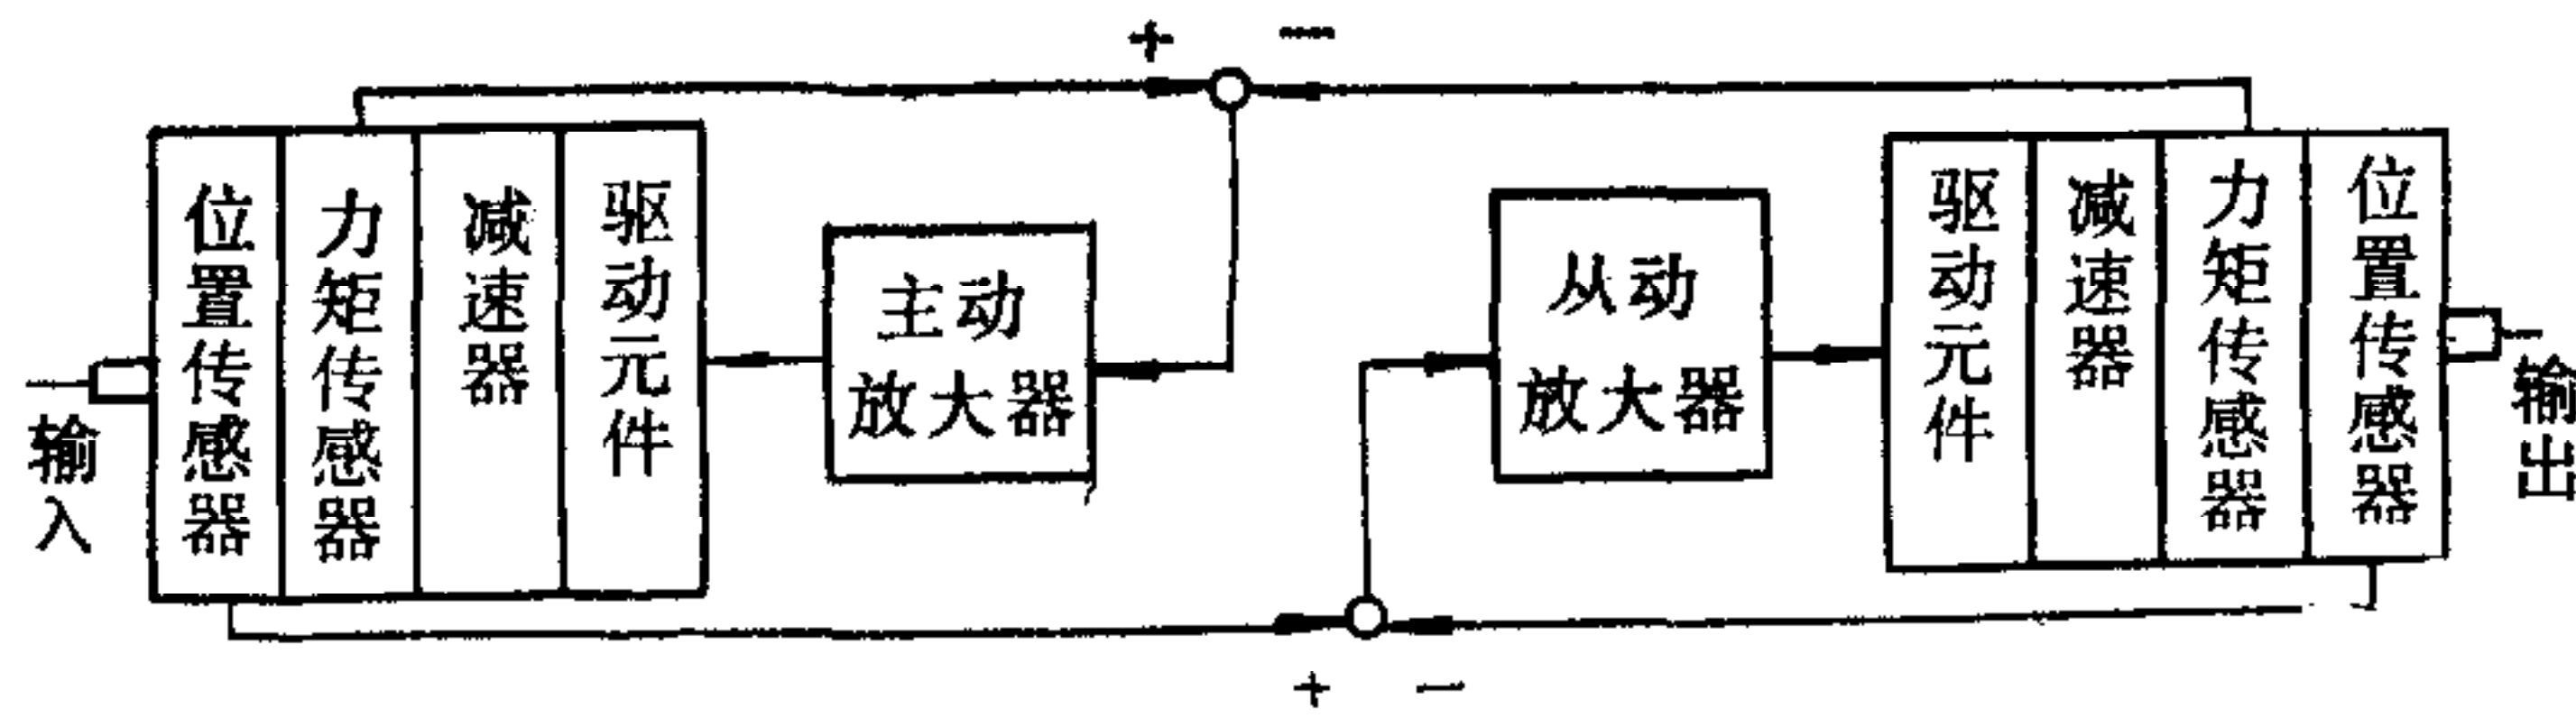 + −
输入
位置传感器
力矩传感器
减速器
驱动元件
主动
放大器
从动
放大器
驱动元件
减速器
力矩传感器
位置传感器
输出
+ −